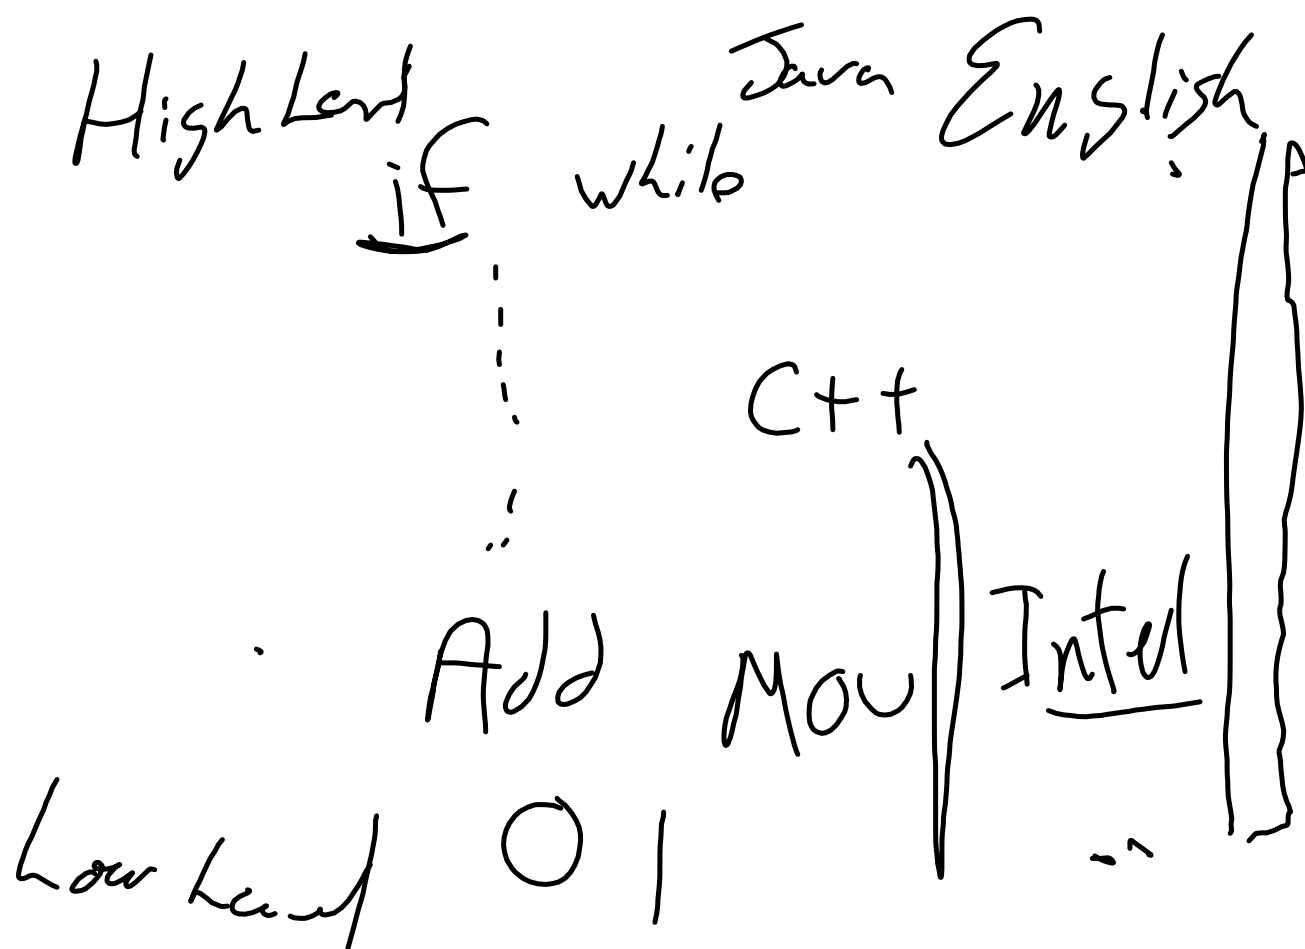 High Level Java English
if while
C++
Add Mov Intel
Low Level 0 1